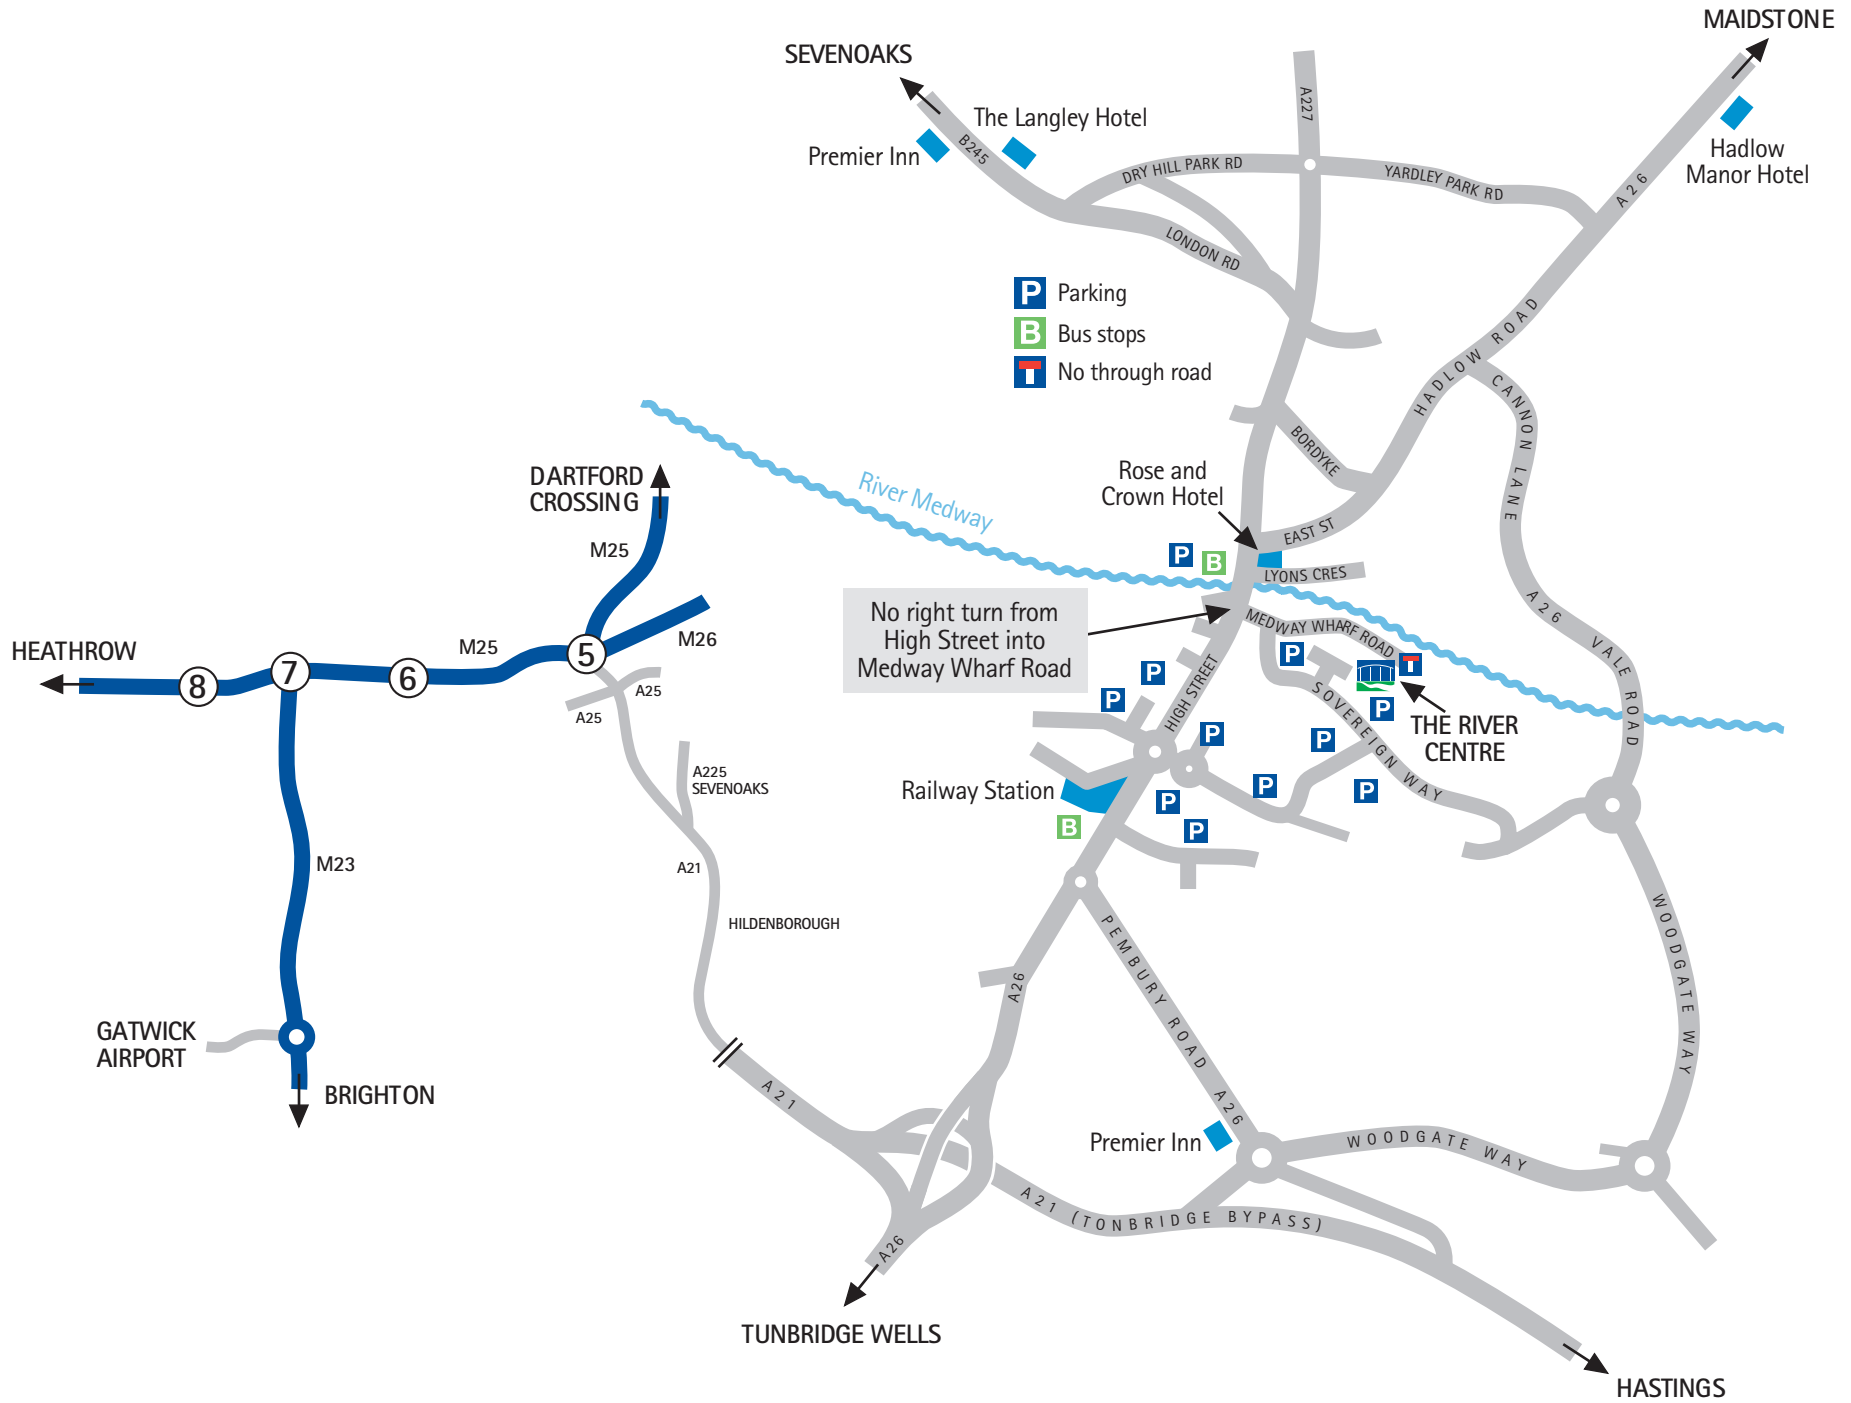 MAIDSTONE
SEVENOAKS
The Langley Hotel
Premier Inn
B245
A227
Hadlow
Manor Hotel
DRY HILL PARK RD
YARDLEY PARK RD
A26
LONDON RD
P Parking
B Bus stops
T No through road
HADLOW ROAD
CANNON LANE
BORDYKE
Rose and
Crown Hotel
River Medway
EAST ST
DARTFORD
CROSSING
M25
P
B
LYONS CRES
No right turn from
High Street into
Medway Wharf Road
MEDWAY WHARF ROAD
A26 VALE ROAD
M26
HEATHROW
M25
5
7
6
8
A25
A25
P
P
P
HIGH STREET
T
P
SOVEREIGN WAY
THE RIVER
CENTRE
P
P
A225
SEVENOAKS
Railway Station
P
P
P
P
B
M23
A21
HILDENBOROUGH
WOODGATE WAY
PEMBURY ROAD A26
A26
GATWICK
AIRPORT
BRIGHTON
A21
Premier Inn
WOODGATE WAY
A21 (TONBRIDGE BYPASS)
A26
TUNBRIDGE WELLS
HASTINGS